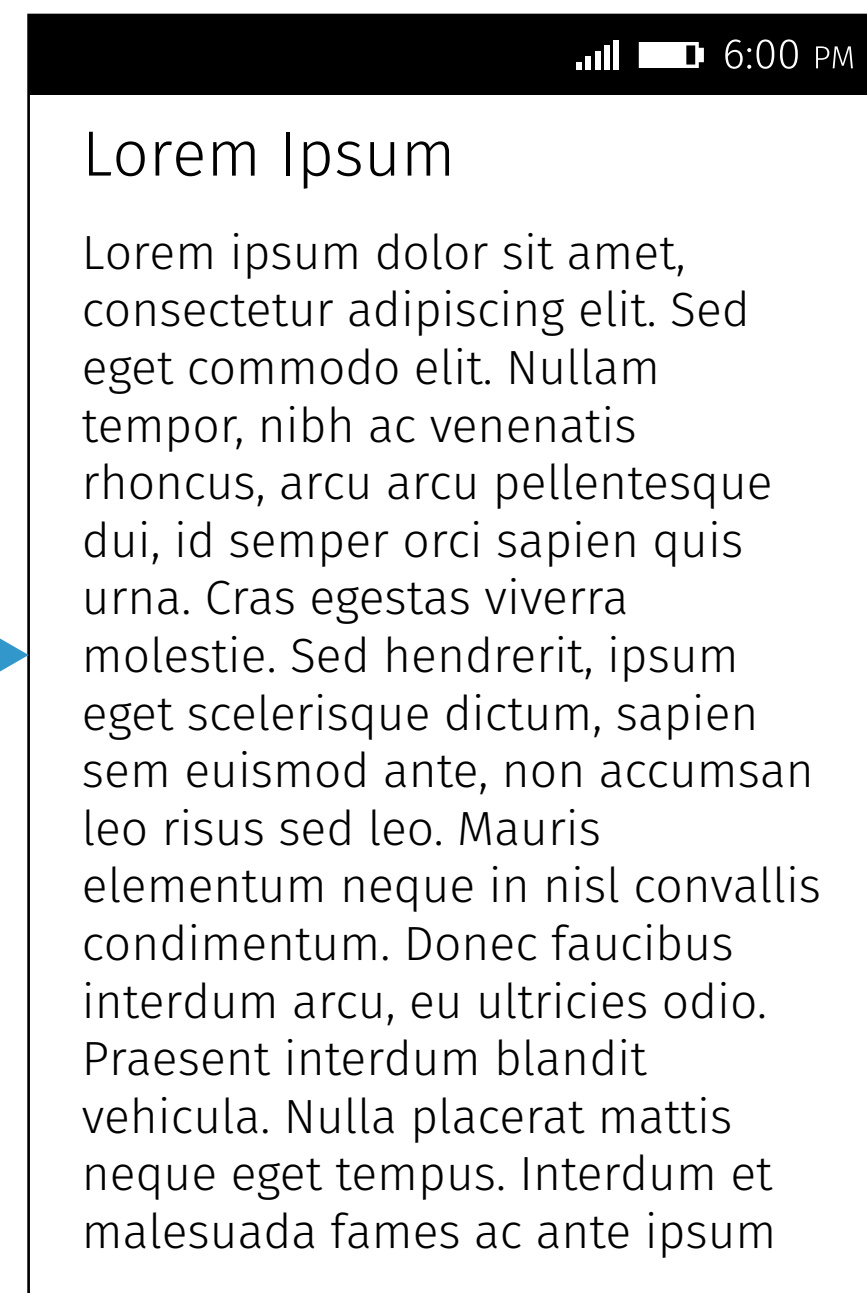 6:00 PM
Lorem Ipsum
Lorem ipsum dolor sit amet,
consectetur adipiscing elit. Sed
eget commodo elit. Nullam
tempor, nibh ac venenatis
rhoncus, arcu arcu pellentesque
dui, id semper orci sapien quis
urna. Cras egestas viverra
molestie. Sed hendrerit, ipsum
eget scelerisque dictum, sapien
sem euismod ante, non accumsan
leo risus sed leo. Mauris
elementum neque in nisl convallis
condimentum. Donec faucibus
interdum arcu, eu ultricies odio.
Praesent interdum blandit
vehicula. Nulla placerat mattis
neque eget tempus. Interdum et
malesuada fames ac ante ipsum